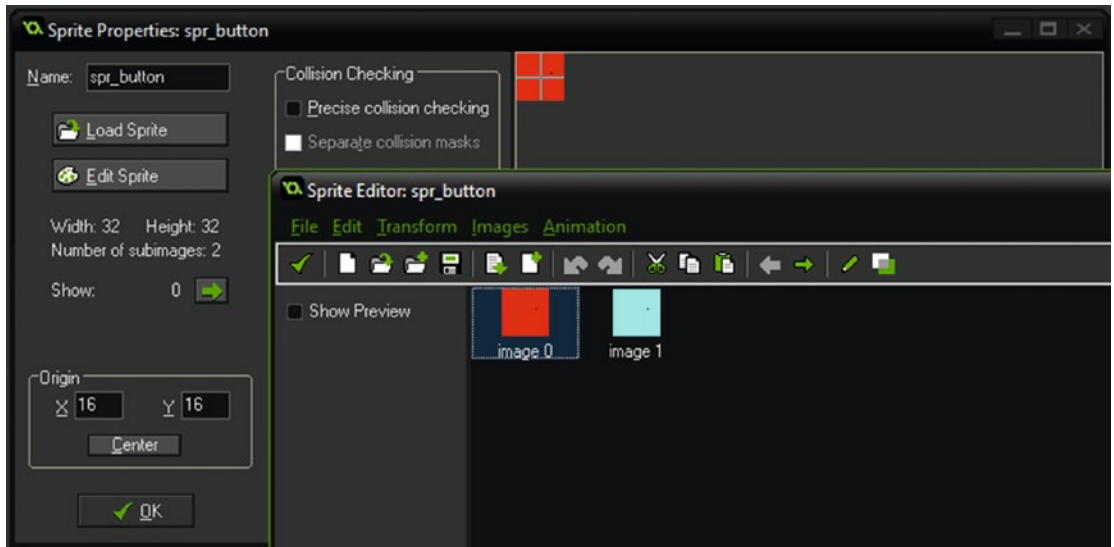 Sprite Properties: spr_button
Name: spr_button
Load Sprite
Edit Sprite
Width: 32 Height: 32
Number of subimages: 2
Show: 0
Origin
X 16 Y 16
Center
OK
Collision Checking
Precise collision checking
Separate collision masks
Sprite Editor: spr_button
File Edit Transform Images Animation
Show Preview
image 0 image 1